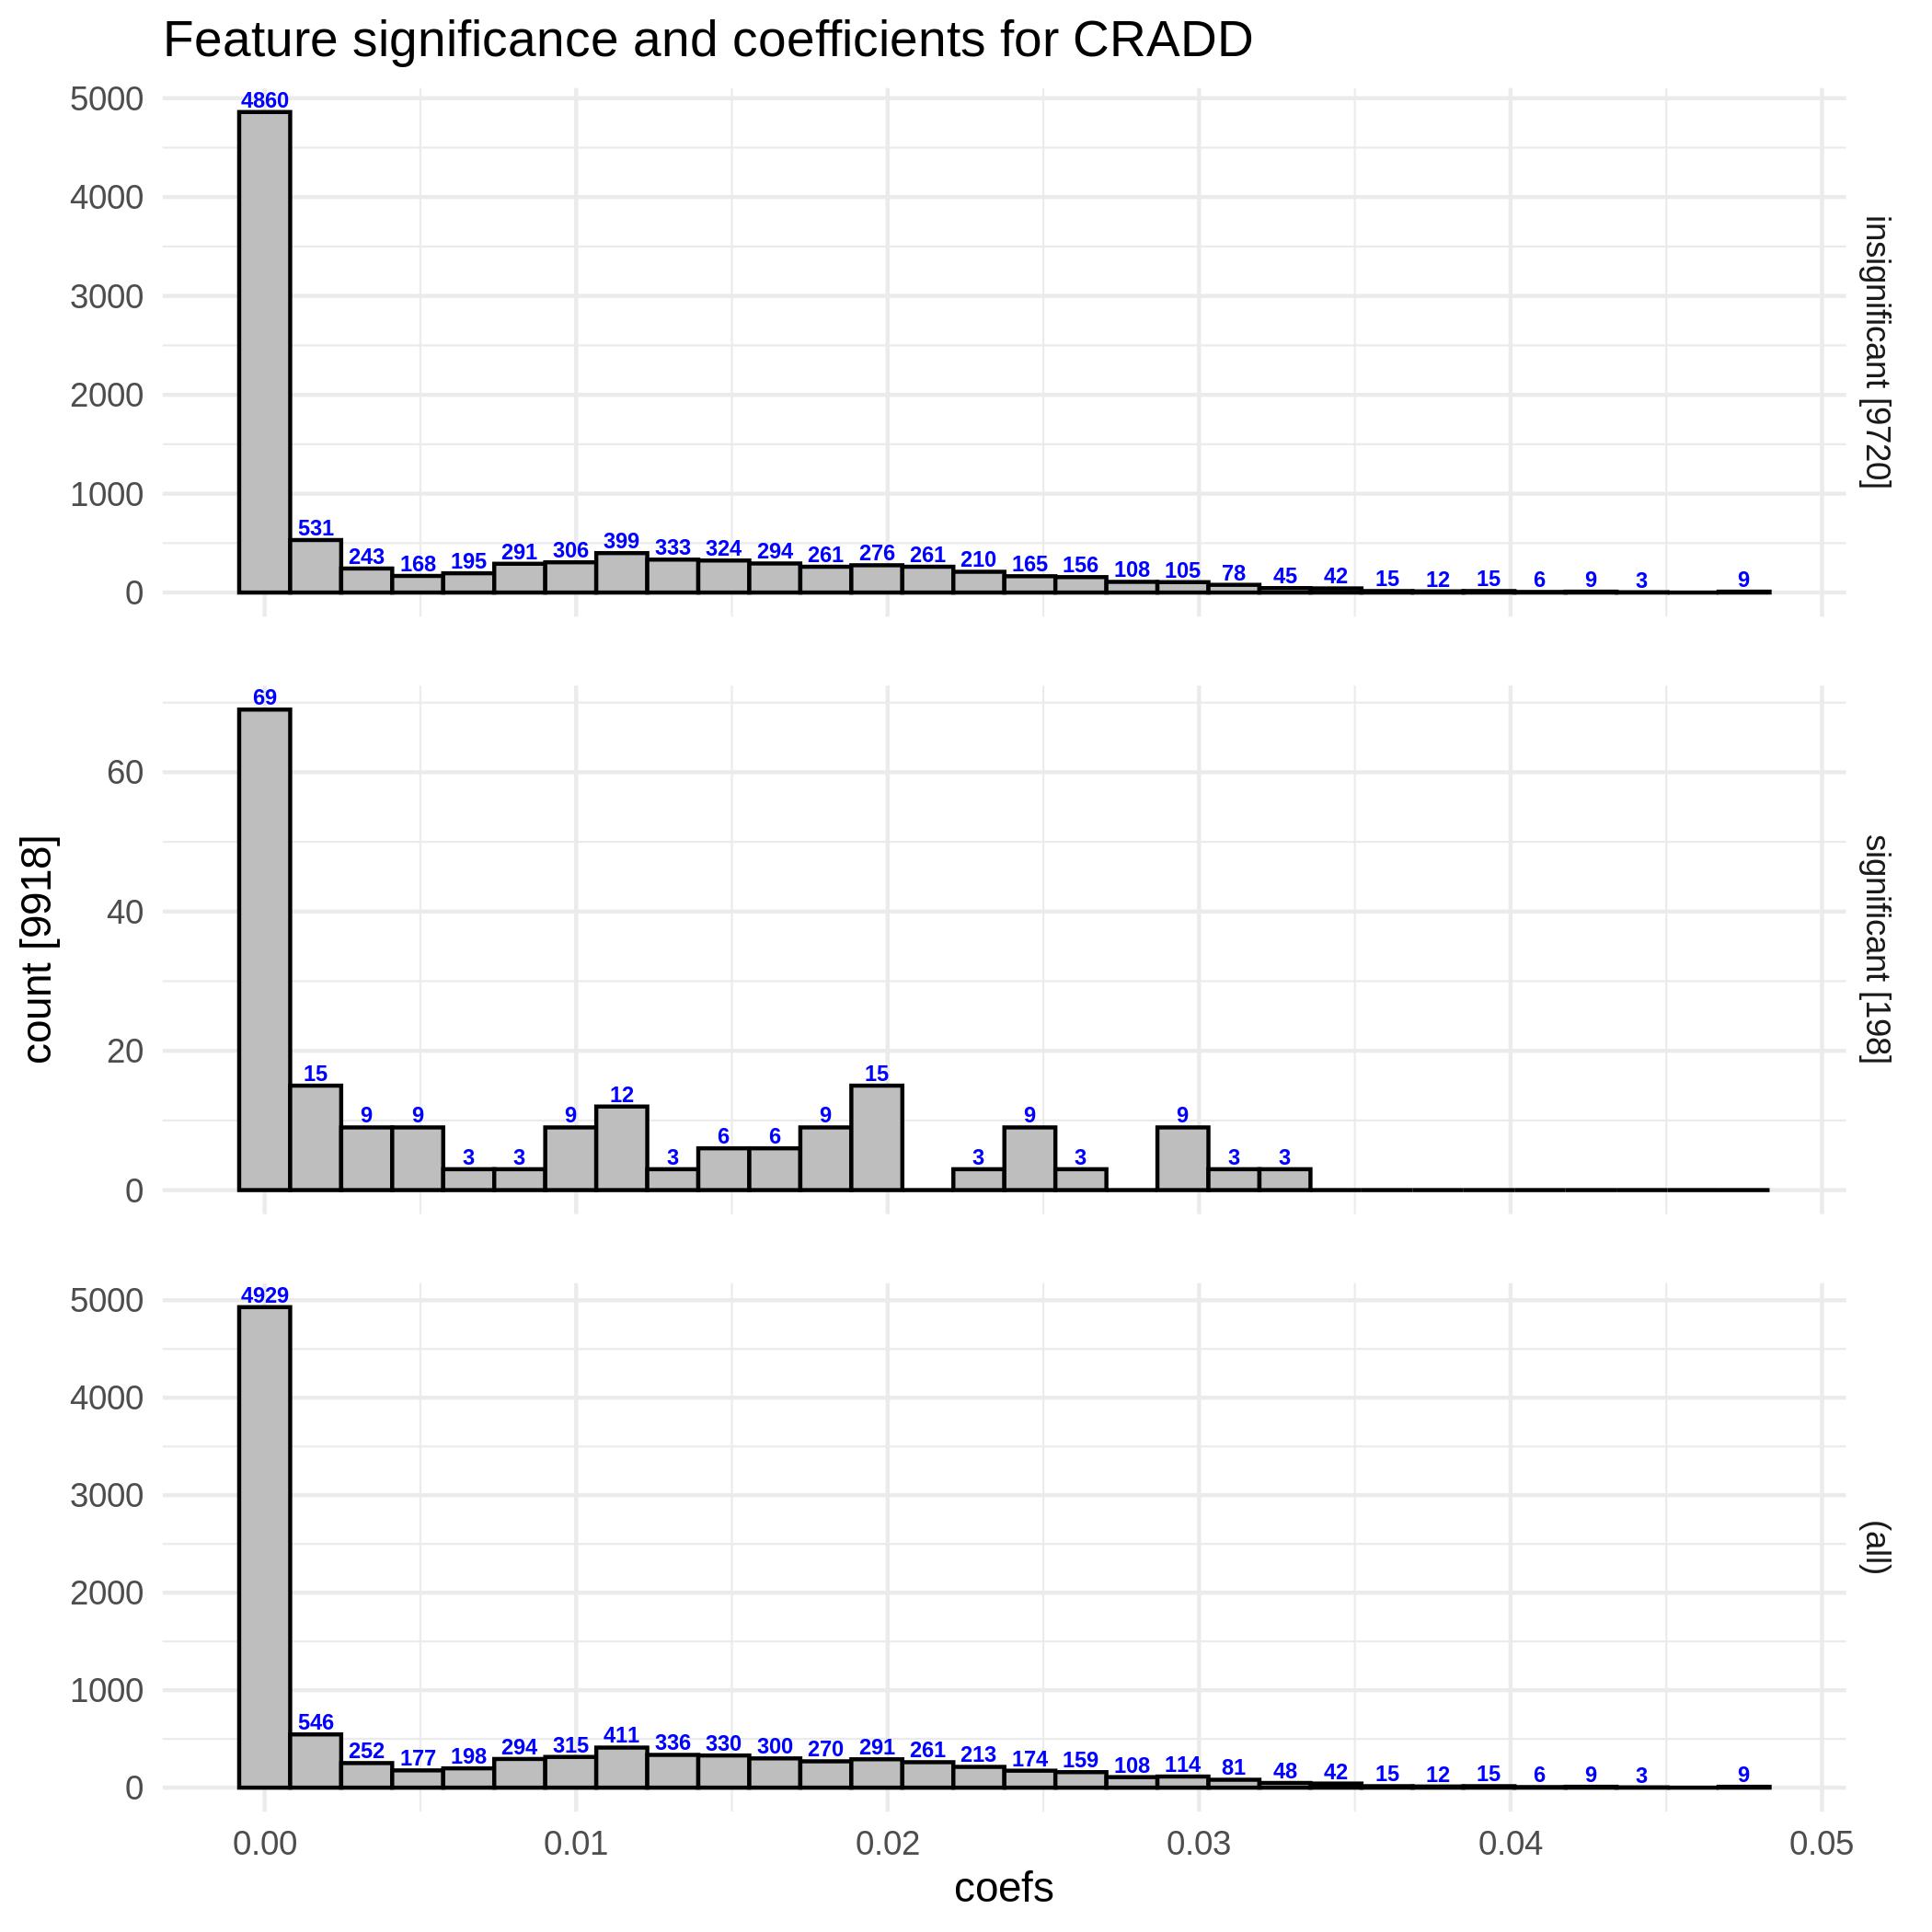 Feature significance and coefficients for CRADD
5000
4000
3000
2000
1000
0
4860
531 243 168 195 291 306 399 333 324 294 261 276 261 210 165 156 108 105 78 45 42 15 12 15 6 9 3 9
insignificant [9720]
count [9918]
60
40
20
0
69
15 9 9 3 3 9 12 3 6 6 9 15 3 9 3 9 3 3
significant [198]
5000
4000
3000
2000
1000
0
4929
546 252 177 198 294 315 411 336 330 300 270 291 261 213 174 159 108 114 81 48 42 15 12 15 6 9 3 9
(all)
0.00 0.01 0.02 0.03 0.04 0.05
coefs